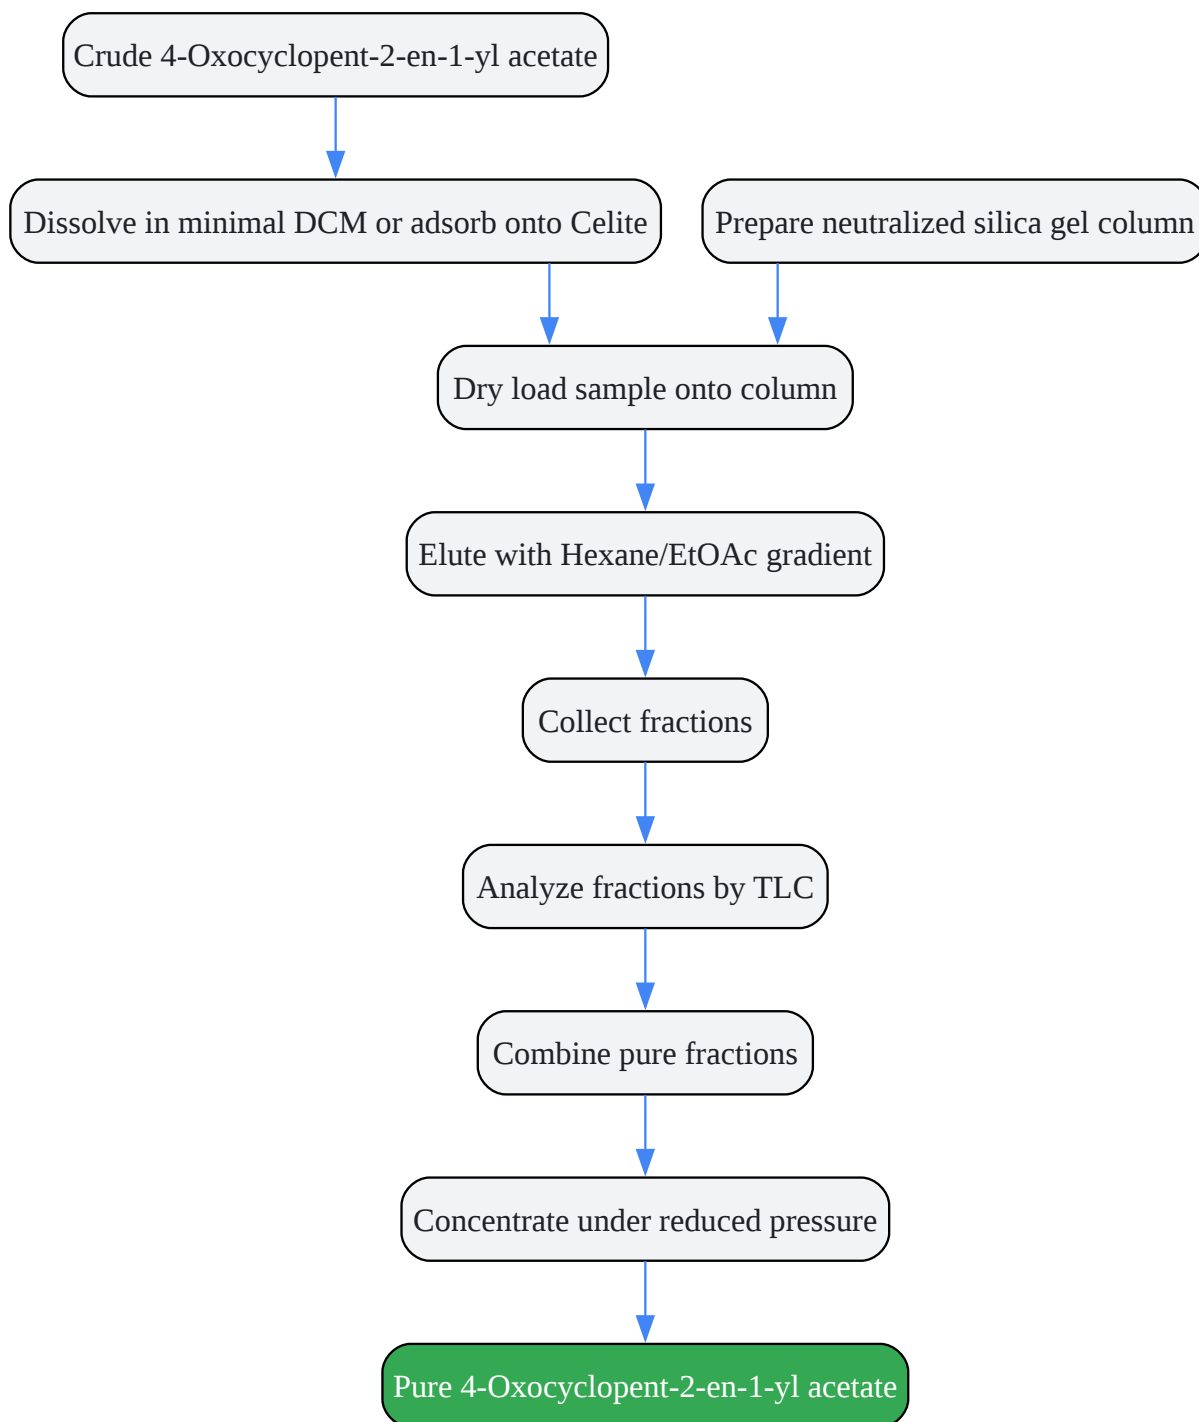 Crude 4-Oxocyclopent-2-en-1-yl acetate
Dissolve in minimal DCM or adsorb onto Celite
Prepare neutralized silica gel column
Dry load sample onto column
Elute with Hexane/EtOAc gradient
Collect fractions
Analyze fractions by TLC
Combine pure fractions
Concentrate under reduced pressure
Pure 4-Oxocyclopent-2-en-1-yl acetate